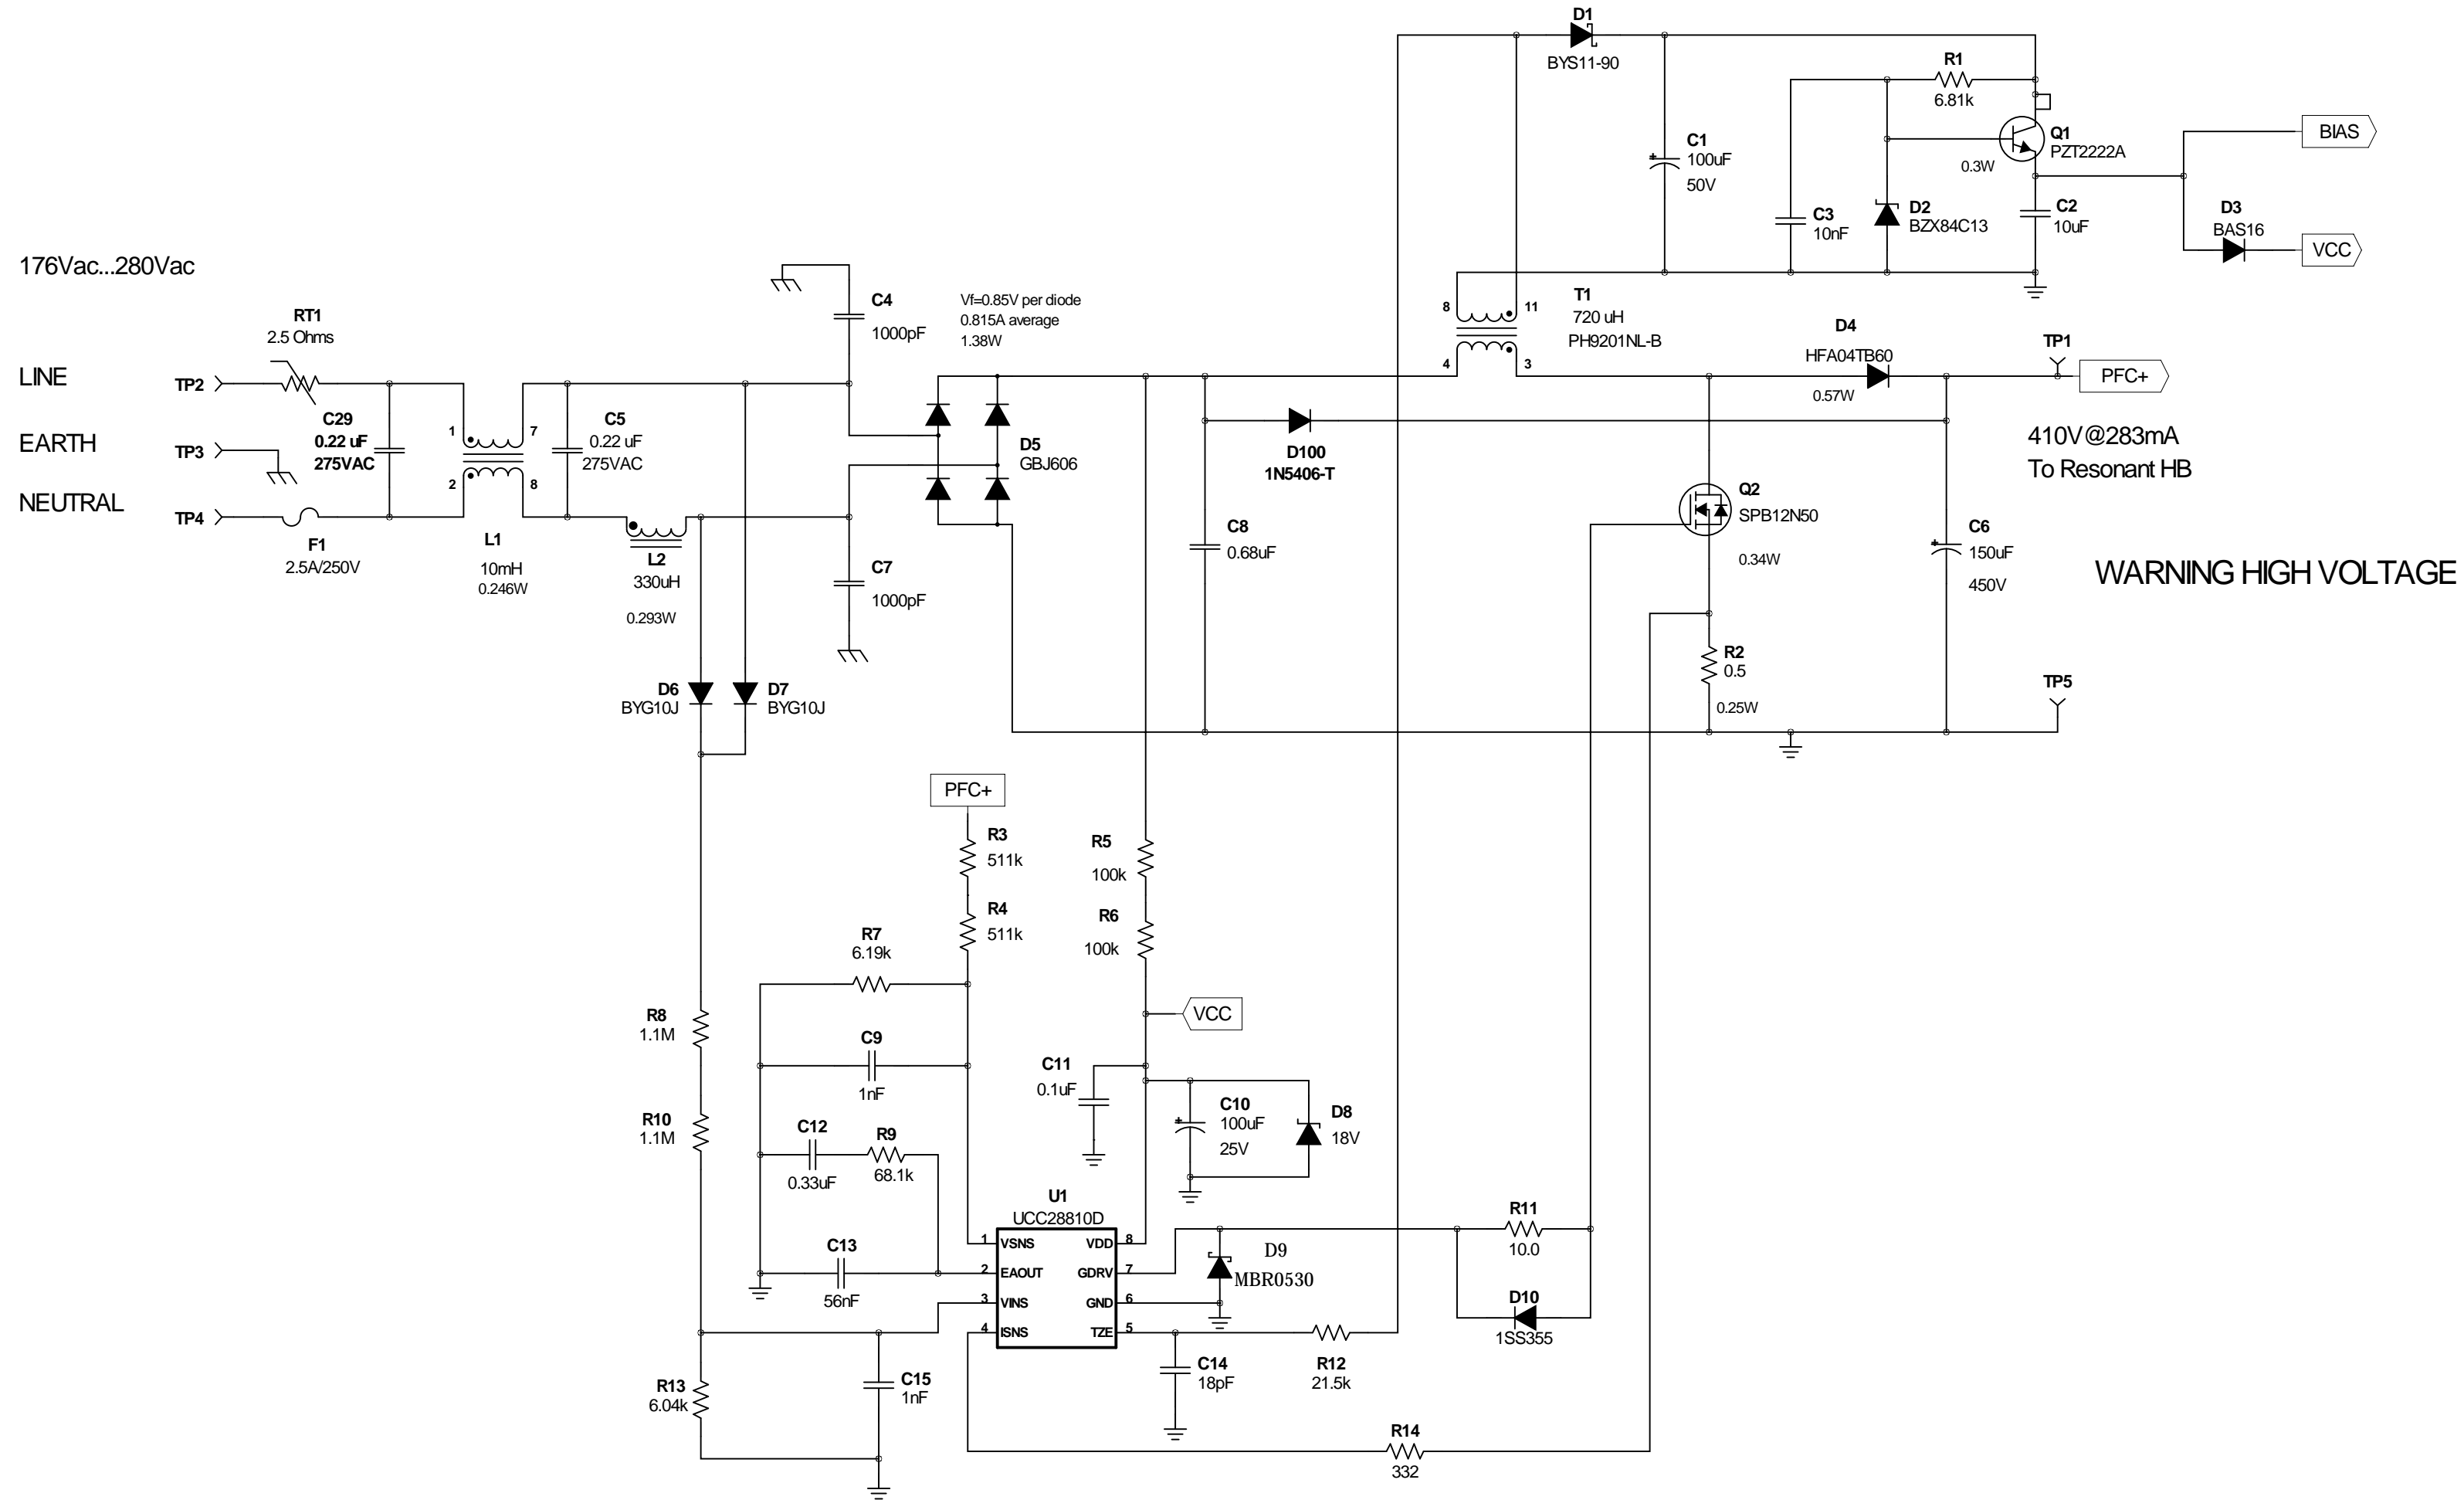 D1
BYS11-90
R1
6.81k
C1
100uF
50V
Q1
PZT2222A
0.3W
BIAS
C3
10nF
D2
BZX84C13
C2
10uF
D3
BAS16
VCC
176Vac...280Vac
RT1
2.5 Ohms
LINE
TP2
C29
0.22 uF
275VAC
EARTH
TP3
NEUTRAL
TP4
F1
2.5A/250V
1
7
2
8
L1
10mH
0.246W
C5
0.22 uF
275VAC
L2
330uH
0.293W
C4
1000pF
C7
1000pF
Vf=0.85V per diode
0.815A average
1.38W
D5
GBJ606
8
11
4
3
T1
720 uH
PH9201NL-B
D4
HFA04TB60
0.57W
TP1
PFC+
410V@283mA
To Resonant HB
D100
1N5406-T
C8
0.68uF
Q2
SPB12N50
0.34W
C6
150uF
450V
WARNING HIGH VOLTAGE
R2
0.5
0.25W
TP5
D6
BYG10J
D7
BYG10J
PFC+
R3
511k
R4
511k
R5
100k
R6
100k
R7
6.19k
VCC
R8
1.1M
C9
1nF
C11
0.1uF
R10
1.1M
C12
0.33uF
R9
68.1k
C10
100uF
25V
D8
18V
U1
UCC28810D
1
VSNS
VDD
8
2
EAOUT
GDRV
7
3
VINS
GND
6
4
ISNS
TZE
5
C13
56nF
D9
MBR0530
R11
10.0
D10
1SS355
R13
6.04k
C15
1nF
C14
18pF
R12
21.5k
R14
332